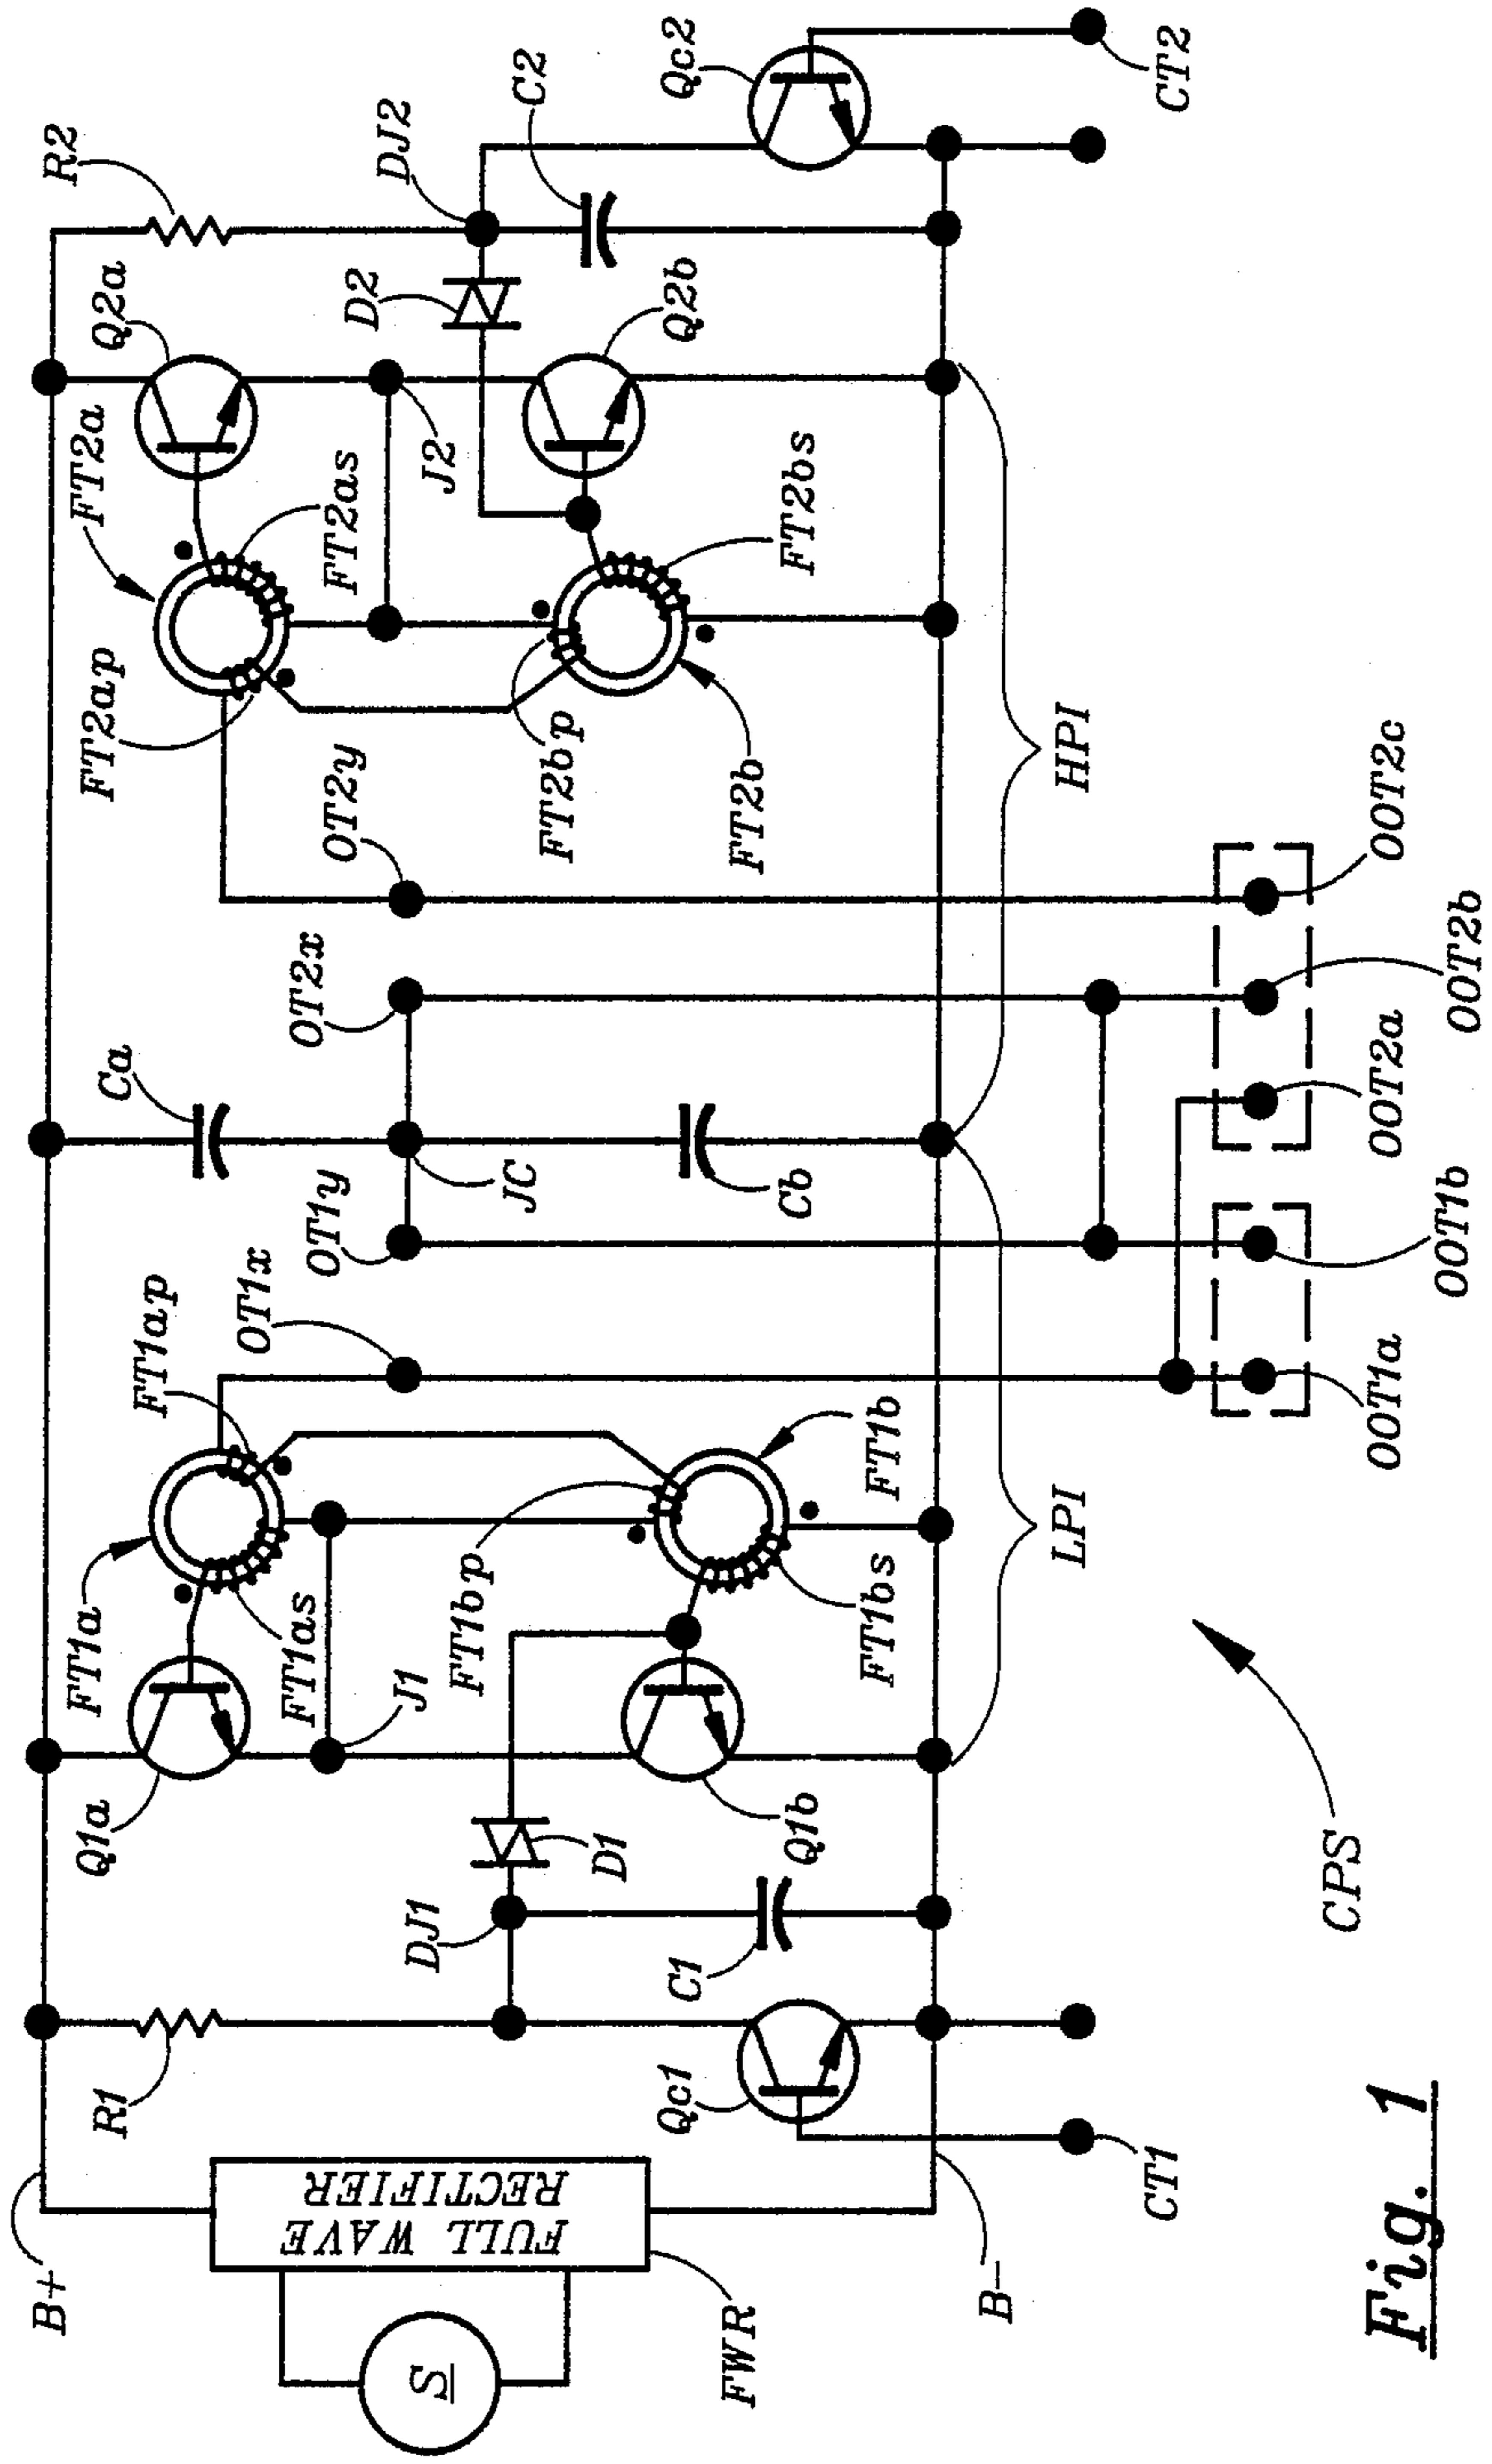 B+
R1
Q1a
FT1a
FT1ap
Ca
FT2ap
FT2a
Q2a
R2
OT1x
FT1as
OT1y
OT2x
OT2y
FT2as
D2
DJ2
FULL WAVE
RECTIFIER
S
DJ1
J1
J2
FT1bp
JC
FT2bp
C2
D1
C1
Qc1
Q1b
FT1bs
Cb
FT2bs
Q2b
Qc2
FWR
FT1b
FT2b
B-
LPI
HPI
CT1
CT2
CPS
OOT1a
OOT2a
OOT2c
OOT1b
OOT2b
Fig. 1